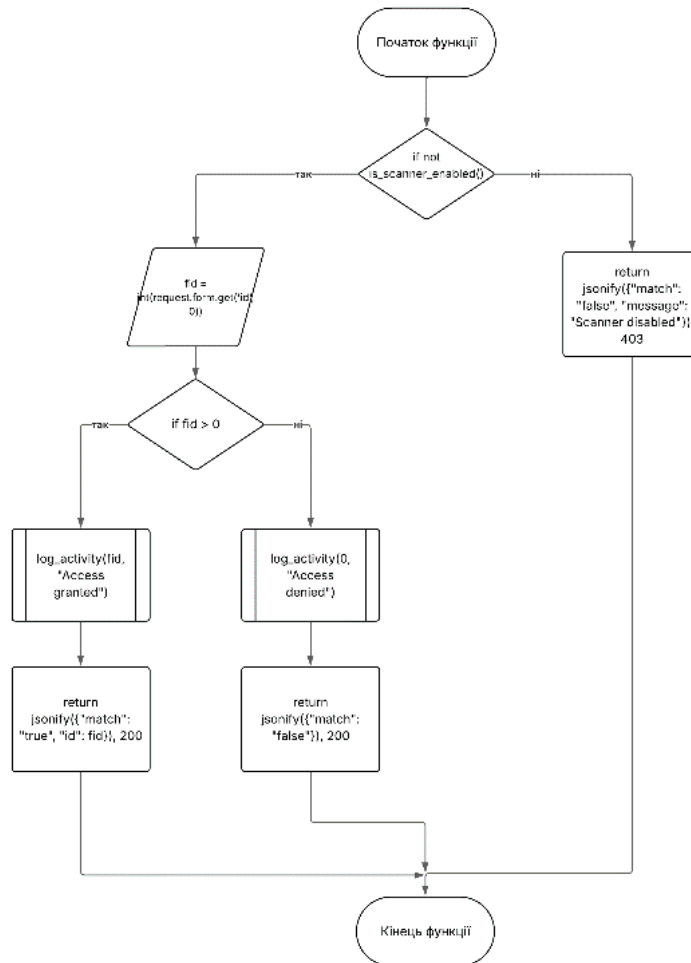 Початок функції
if not
is_scanner_enabled()
так
ні
fid =
int(request.form.get("id",
0))
return
jsonify({"match":
"false", "message":
"Scanner disabled"}),
403
if fid > 0
так
ні
log_activity(fid,
"Access
granted")
log_activity(0,
"Access
denied")
return
jsonify({"match":
"true", "id": fid}), 200
return
jsonify({"match":
"false"}), 200
Кінець функції